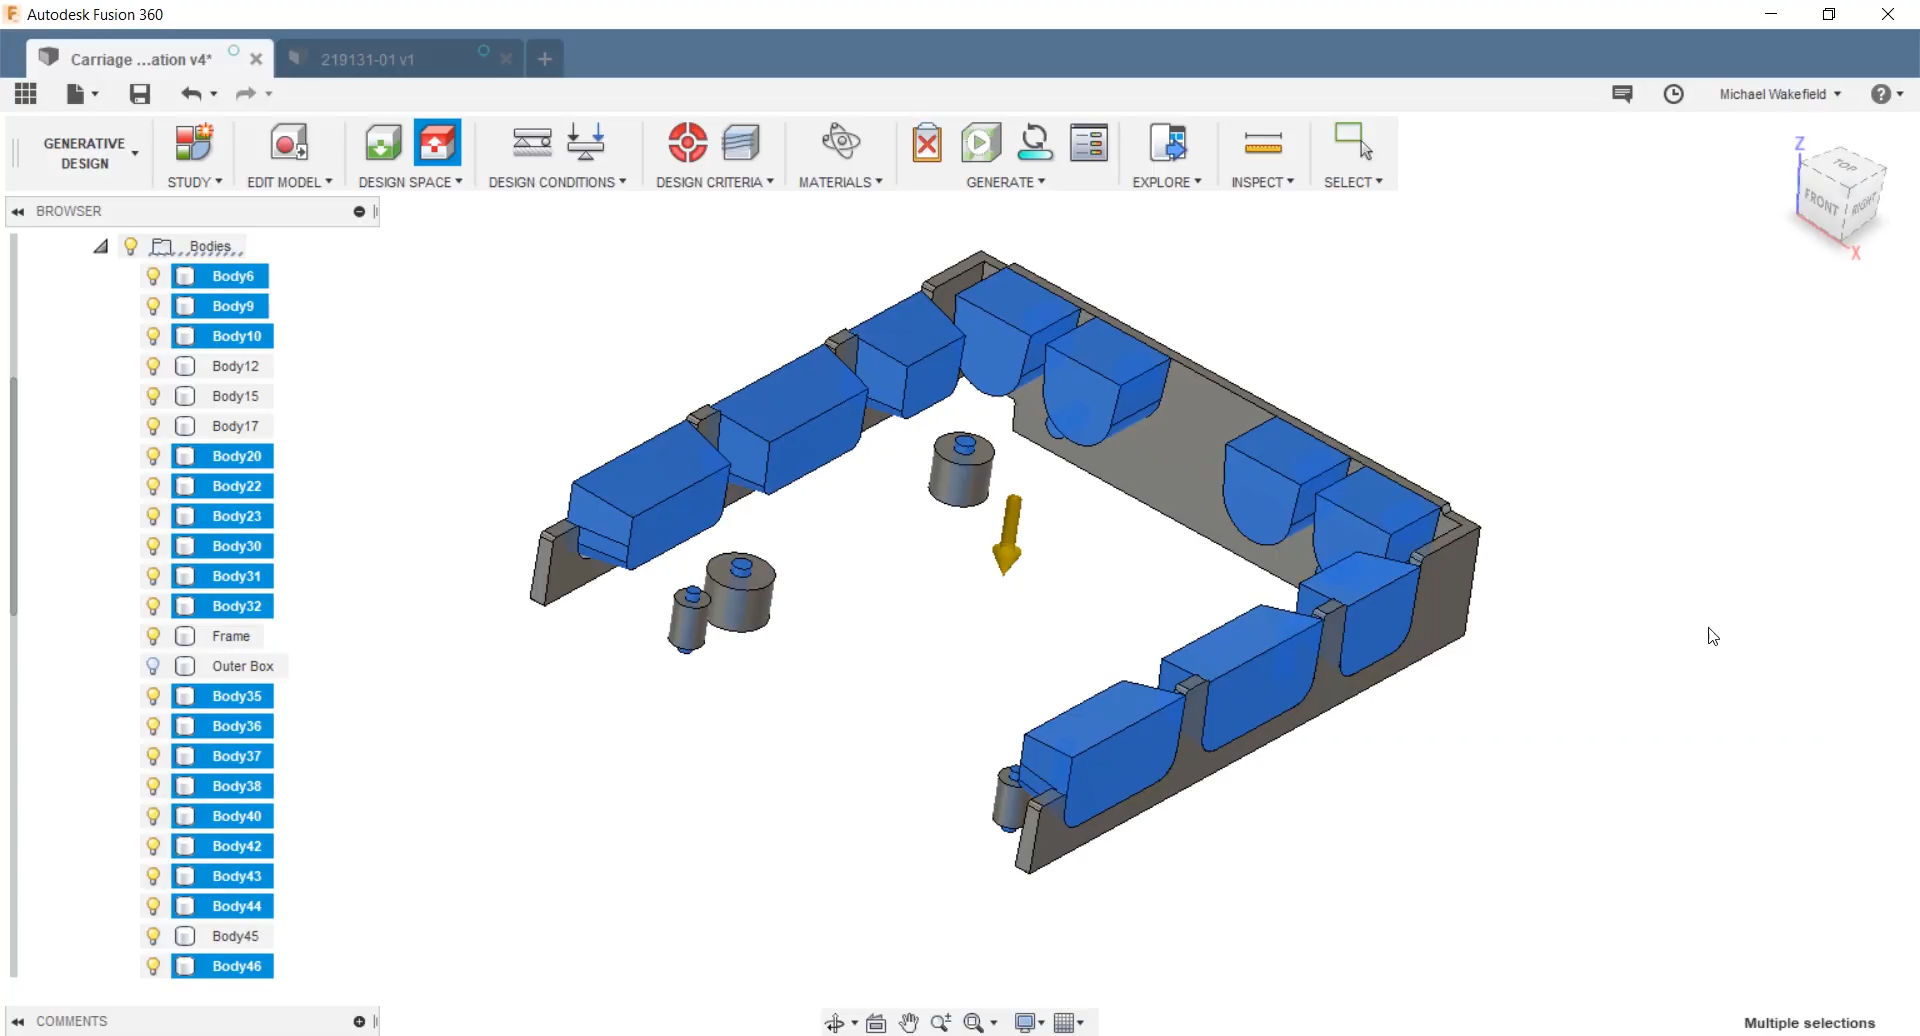 Autodesk Fusion 360
Carriage ...ation v4*
219131-01 v1
Michael Wakefield
GENERATIVE
DESIGN
STUDY
EDIT MODEL
DESIGN SPACE
DESIGN CONDITIONS
DESIGN CRITERIA
MATERIALS
GENERATE
EXPLORE
INSPECT
SELECT
Z
TOP
FRONT
RIGHT
X
BROWSER
Bodies
Body6
Body9
Body10
Body12
Body15
Body17
Body20
Body22
Body23
Body30
Body31
Body32
Frame
Outer Box
Body35
Body36
Body37
Body38
Body40
Body42
Body43
Body44
Body45
Body46
COMMENTS
Multiple selections